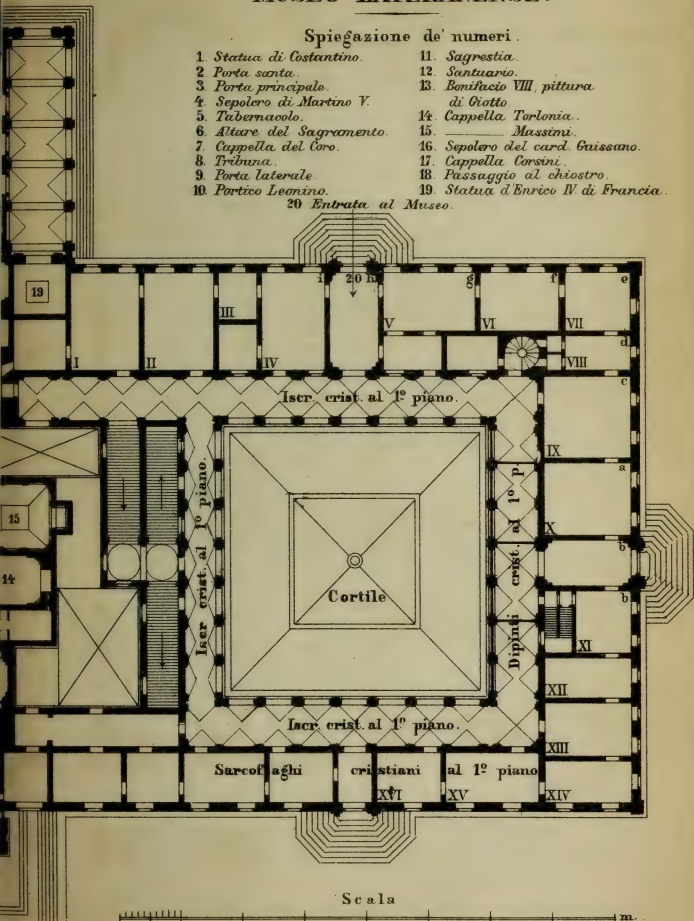 MUSEO LATERANENSE.
Spiegazione de' numeri.
1. Statua di Costantino.
2. Porta santa.
3. Porta principale.
4. Sepolcro di Martino V.
5. Tabernacolo.
6. Altare del Sagramento.
7. Cappella del Coro.
8. Tribuna.
9. Porta laterale
10. Portico Leonino.
11. Sagrestia.
12. Santuario.
13. Bonifacio VIII, pittura
di Giotto
14. Cappella Torlonia.
15. ——— Massimi.
16. Sepolcro del card. Guissano.
17. Cappella Corsini.
18. Passaggio al chiostro.
19. Statua d'Enrico IV. di Francia.
20 Entrata al Museo.
19
i 20 h g f e
I II III IV V VI VII
VIII d
c
Iscr. crist. al 1º piano.
IX
a
X
b
b
XI
XII
XIII
XIV
15
14
Iscr. crist. al 1º piano.
Cortile
Dipinti crist. al 1º p.
Iscr. crist. al 1º piano.
Sarcofaghi cristiani al 1º piano
XVI XV
Scala
m.